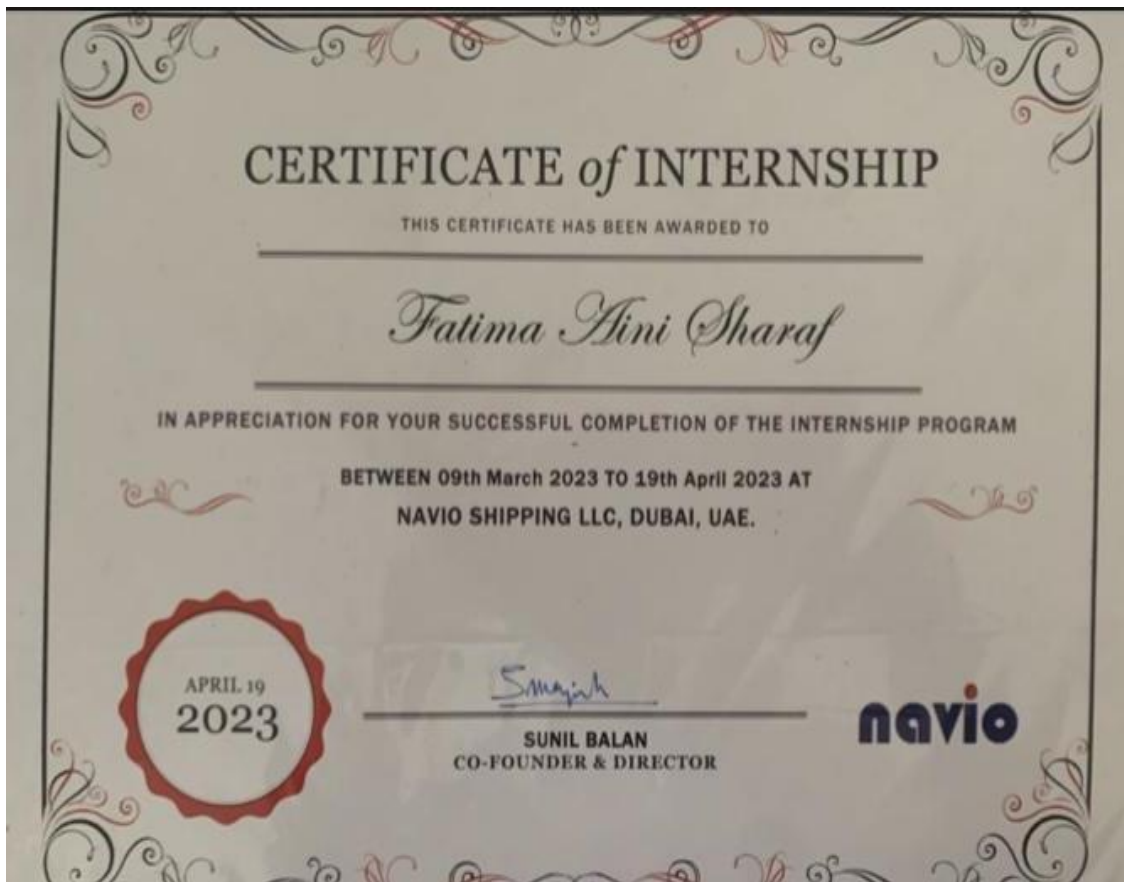 CERTIFICATE of INTERNSHIP
THIS CERTIFICATE HAS BEEN AWARDED TO
Fatima Aini Sharaf
IN APPRECIATION FOR YOUR SUCCESSFUL COMPLETION OF THE INTERNSHIP PROGRAM
BETWEEN 09th March 2023 TO 19th April 2023 AT
NAVIO SHIPPING LLC, DUBAI, UAE.
APRIL 19
2023
SUNIL BALAN
CO-FOUNDER & DIRECTOR
navio